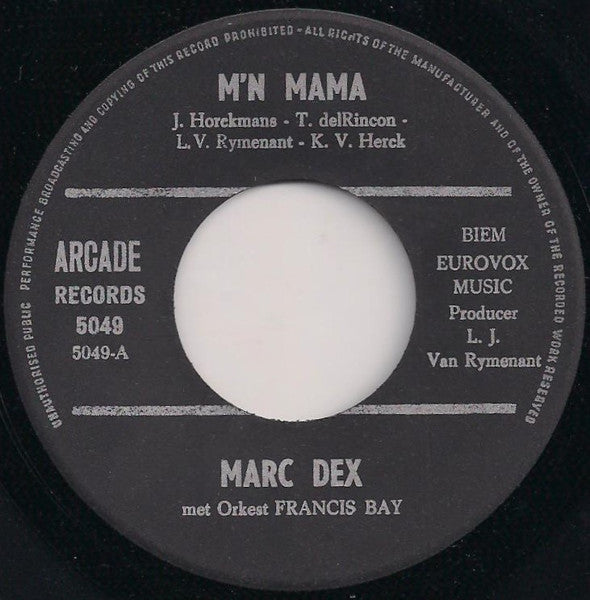 UNAUTHORISED PUBLIC PERFORMANCE BROADCASTING AND COPYING OF THIS RECORD PROHIBITED - ALL RIGHTS OF THE MANUFACTURER AND OF THE OWNER OF THE RECORDED WORK RESERVED
M'N MAMA
J. Horckmans - T. delRincon -
L.V. Rymenant - K. V. Herck
ARCADE
RECORDS
5049
5049-A
BIEM
EUROVOX
MUSIC
Producer
L. J.
Van Rymenant
MARC DEX
met Orkest FRANCIS BAY